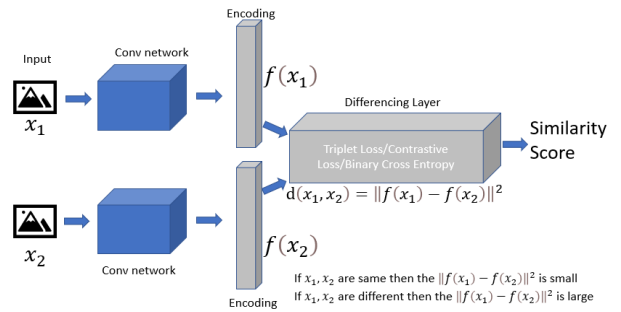 Encoding
Conv network
Input
f(x₁)
x₁
Differencing Layer
Triplet Loss/Contrastive
Loss/Binary Cross Entropy
Similarity
Score
d(x₁, x₂) = ‖f(x₁) − f(x₂)‖²
x₂
Conv network
f(x₂)
Encoding
If x₁, x₂ are same then the ‖f(x₁) − f(x₂)‖² is small
If x₁, x₂ are different then the ‖f(x₁) − f(x₂)‖² is large